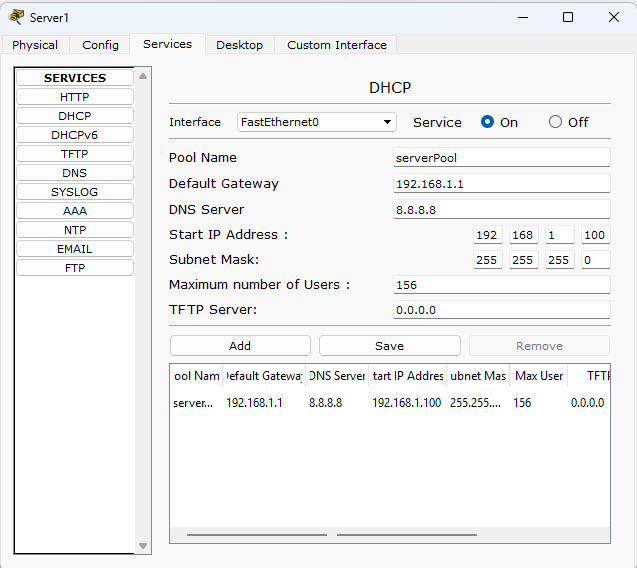 Server1
Physical Config Services Desktop Custom Interface
SERVICES
HTTP
DHCP
DHCPv6
TFTP
DNS
SYSLOG
AAA
NTP
EMAIL
FTP
DHCP
Interface FastEthernet0 Service On Off
Pool Name serverPool
Default Gateway 192.168.1.1
DNS Server 8.8.8.8
Start IP Address : 192 168 1 100
Subnet Mask: 255 255 255 0
Maximum number of Users : 156
TFTP Server: 0.0.0.0
Add Save Remove
ool Nam efault Gateway DNS Server tart IP Addres ubnet Mas Max User TFTP
server... 192.168.1.1 8.8.8.8 192.168.1.100 255.255.... 156 0.0.0.0